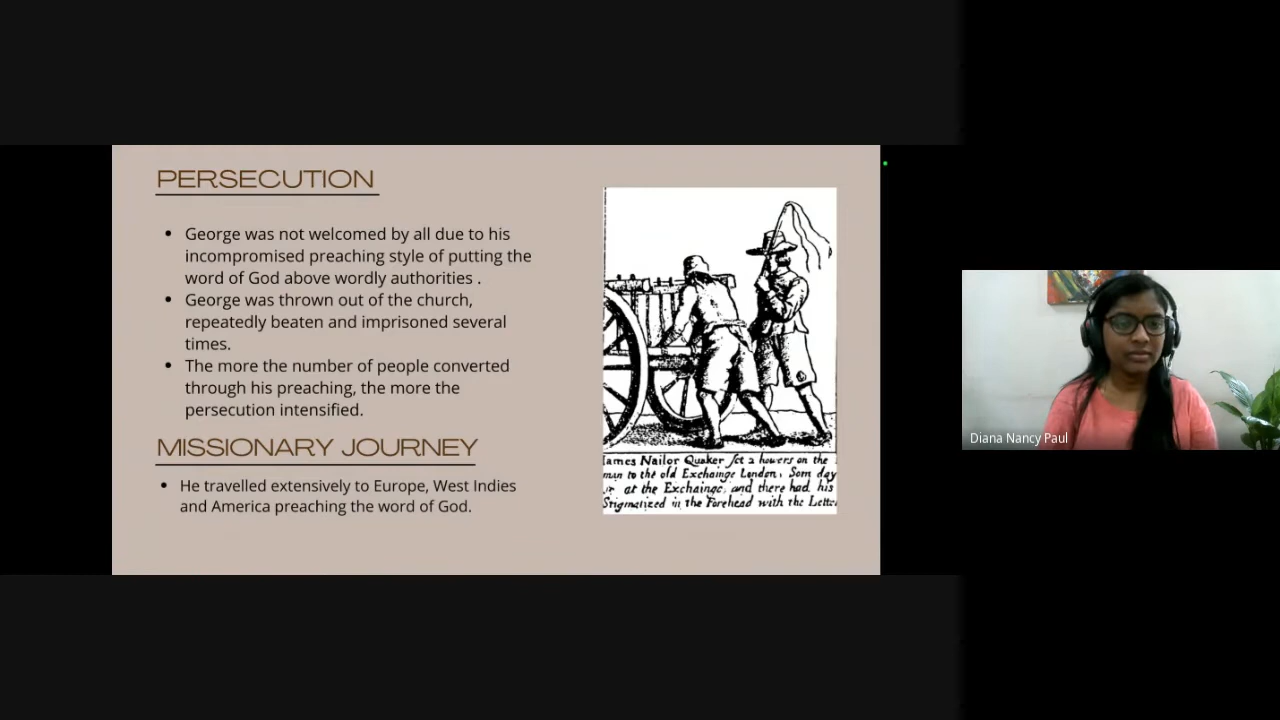 PERSECUTION
• George was not welcomed by all due to his
incompromised preaching style of putting the
word of God above wordly authorities .
• George was thrown out of the church,
repeatedly beaten and imprisoned several
times.
• The more the number of people converted
through his preaching, the more the
persecution intensified.
MISSIONARY JOURNEY
• He travelled extensively to Europe, West Indies
and America preaching the word of God.
Iames Nailor Quaker set 2 howers on the
man to the old Exchainge London, Som day
at the Exchainge, and there had his
Stigmatized in the Forehead with the Lette
Diana Nancy Paul